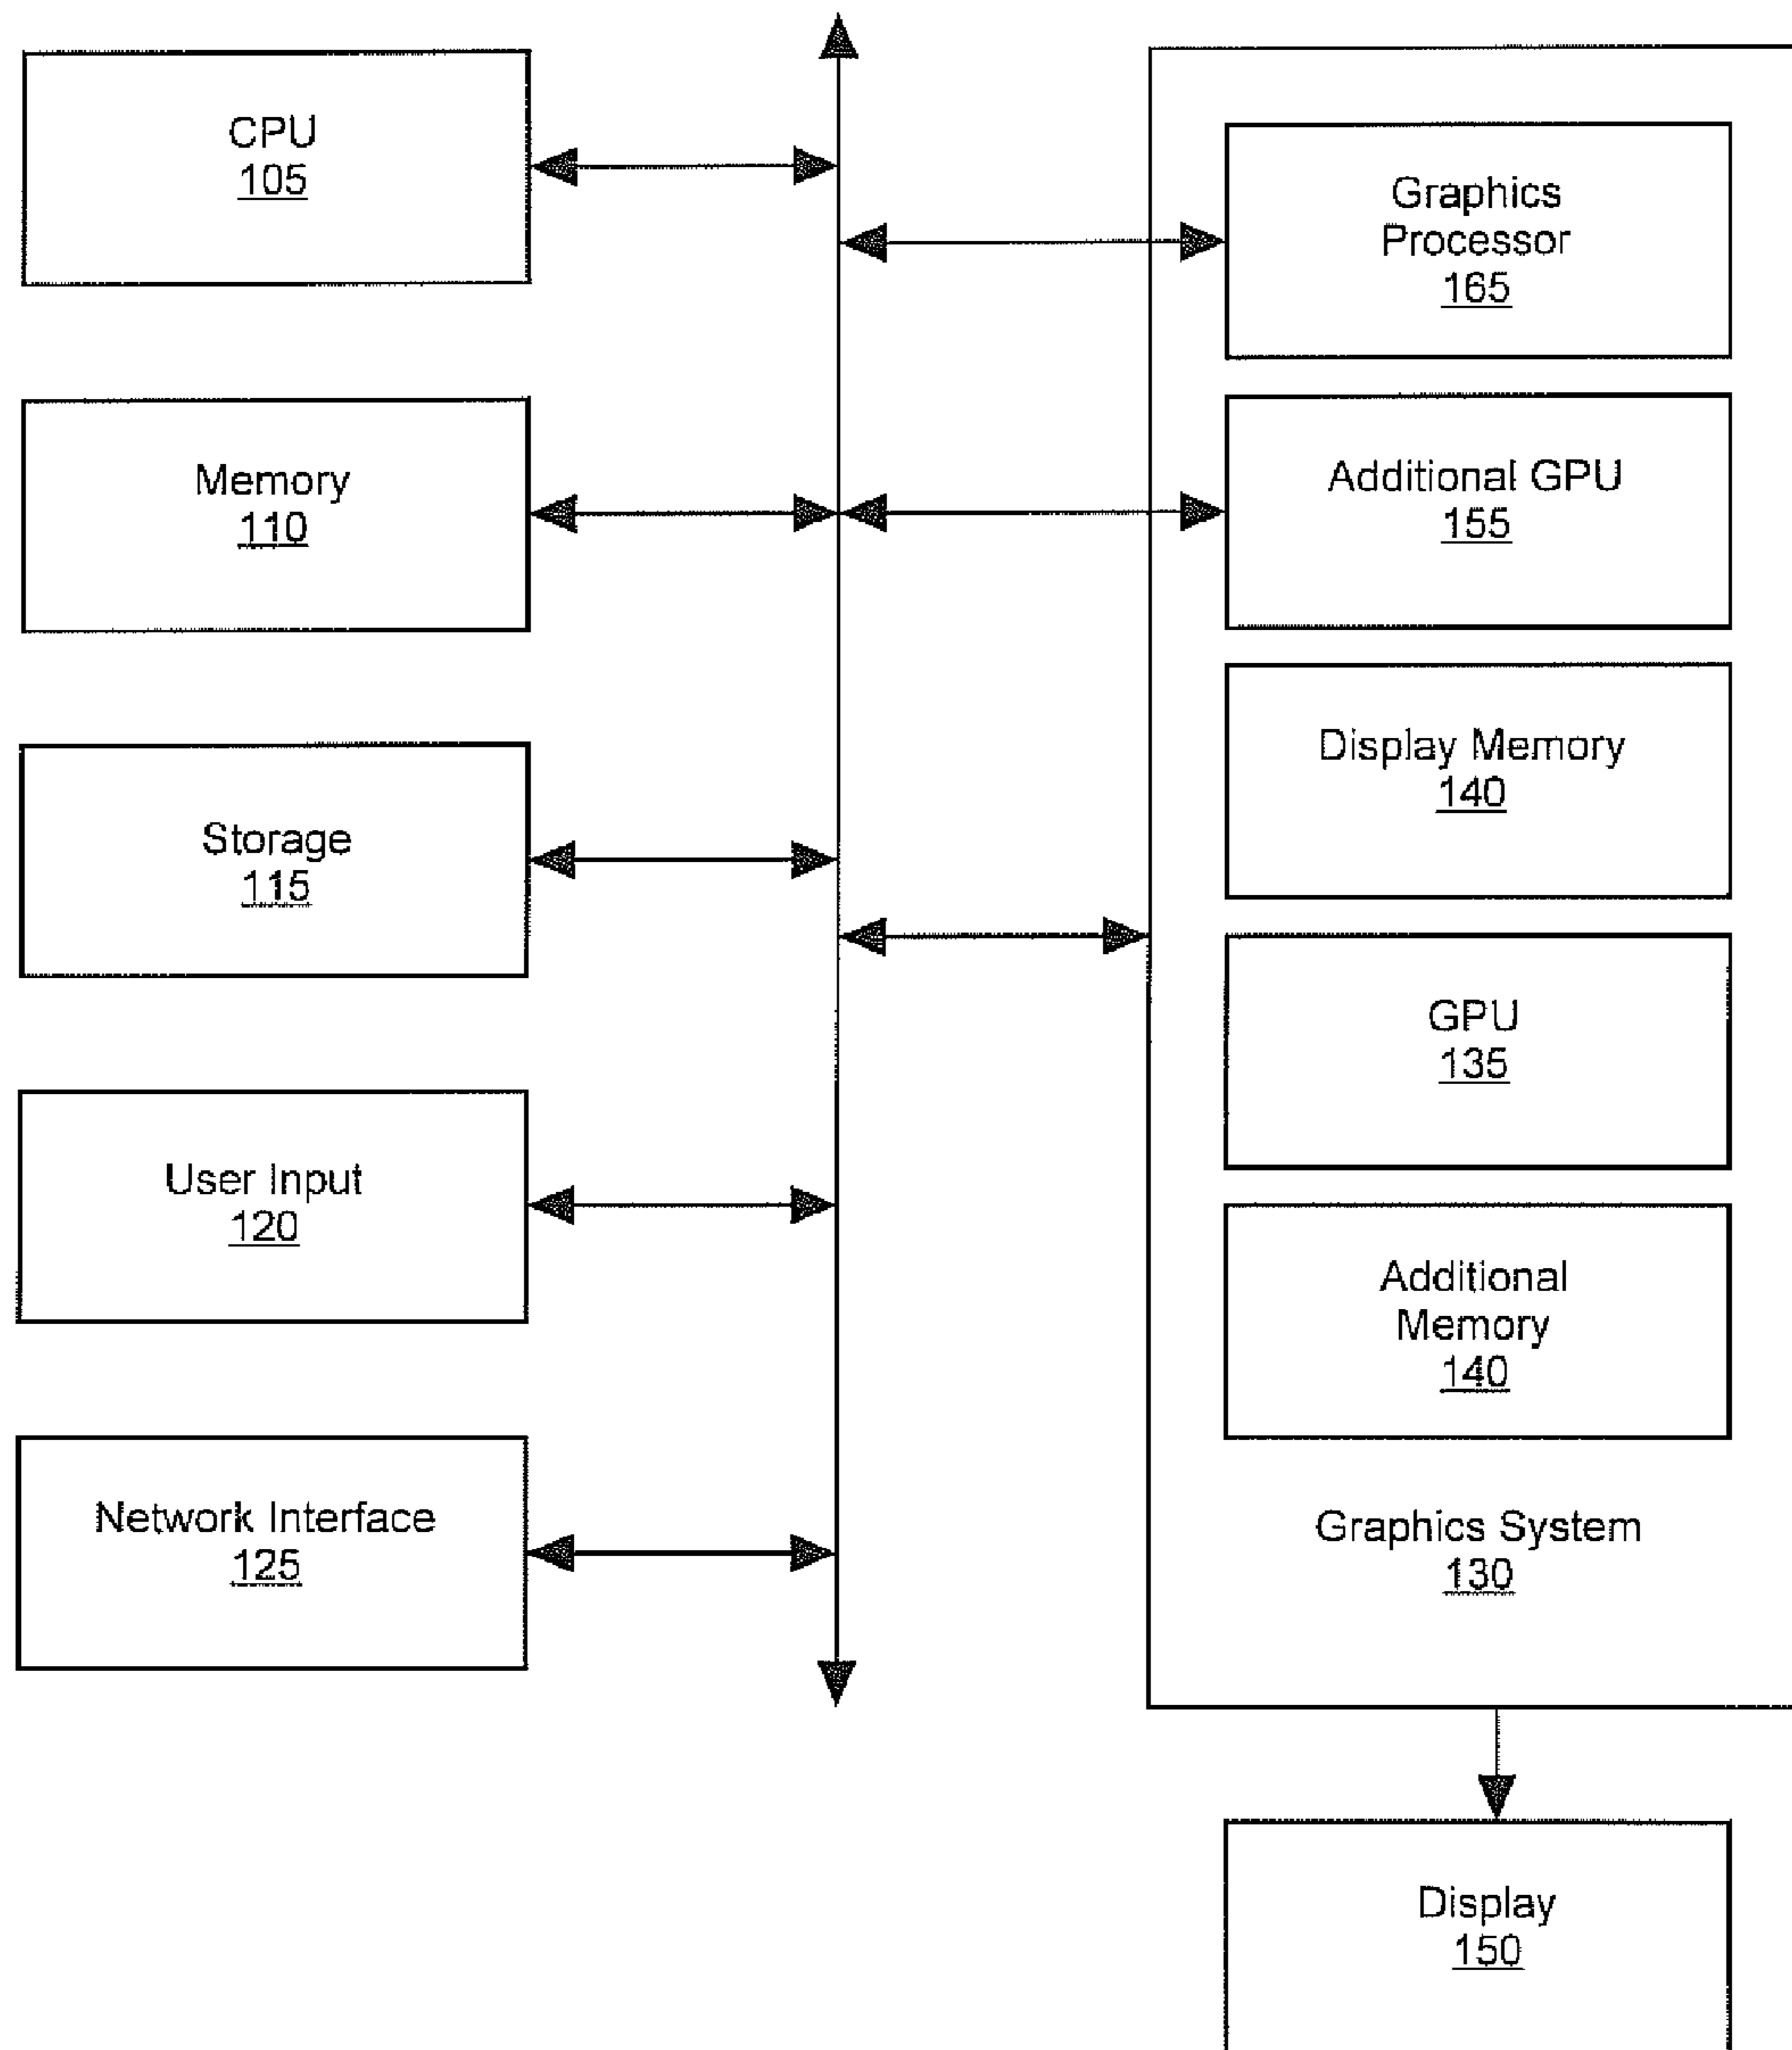 CPU
105
Memory
110
Storage
115
User Input
120
Network Interface
125
Graphics
Processor
165
Additional GPU
155
Display Memory
140
GPU
135
Additional
Memory
140
Graphics System
130
Display
150